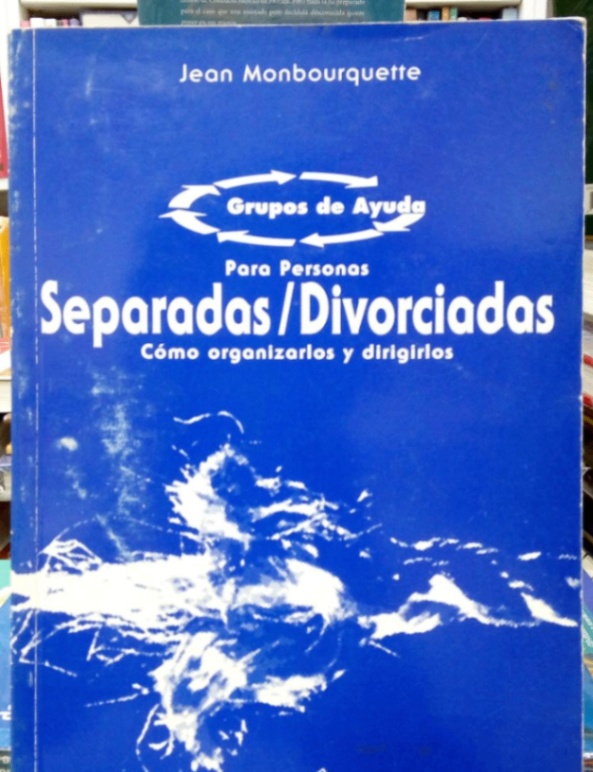 Jean Monbourquette
Grupos de Ayuda
Para Personas
Separadas/Divorciadas
Cómo organizarlos y dirigirlos